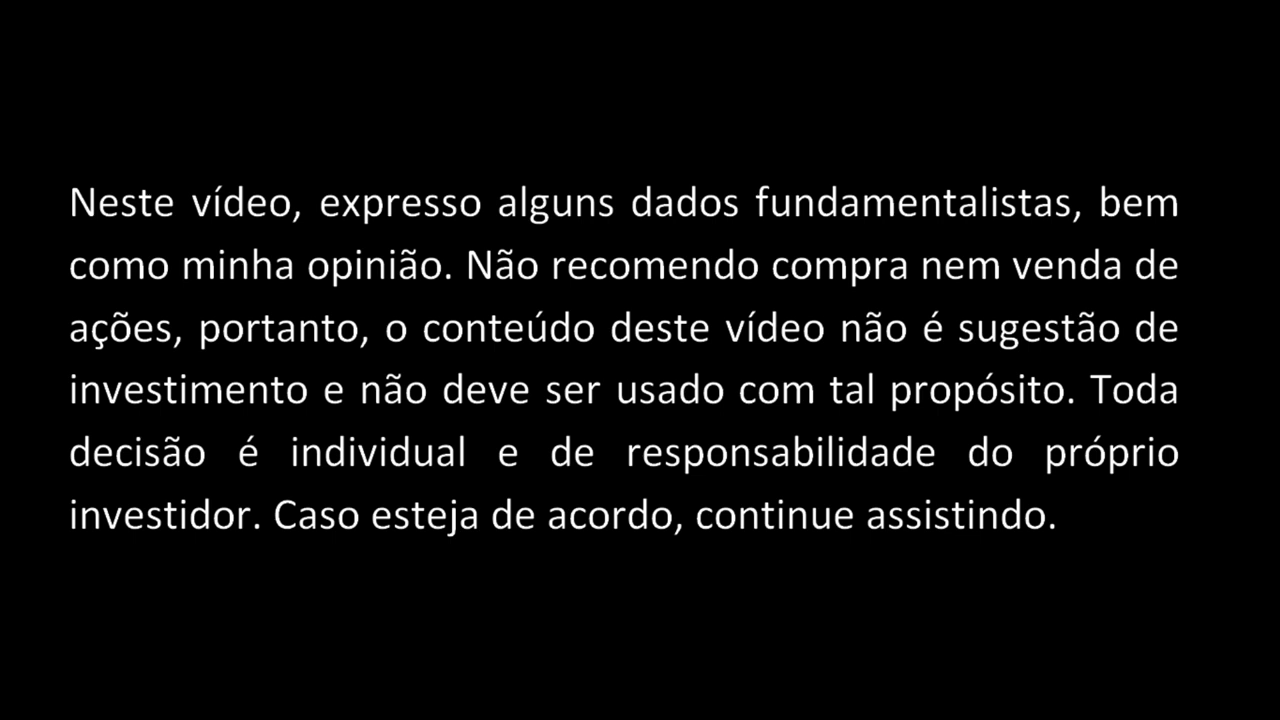 Neste vídeo, expresso alguns dados fundamentalistas, bem
como minha opinião. Não recomendo compra nem venda de
ações, portanto, o conteúdo deste vídeo não é sugestão de
investimento e não deve ser usado com tal propósito. Toda
decisão é individual e de responsabilidade do próprio
investidor. Caso esteja de acordo, continue assistindo.